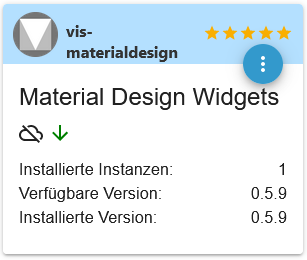 vis-
materialdesign
Material Design Widgets
Installierte Instanzen: 1
Verfügbare Version: 0.5.9
Installierte Version: 0.5.9